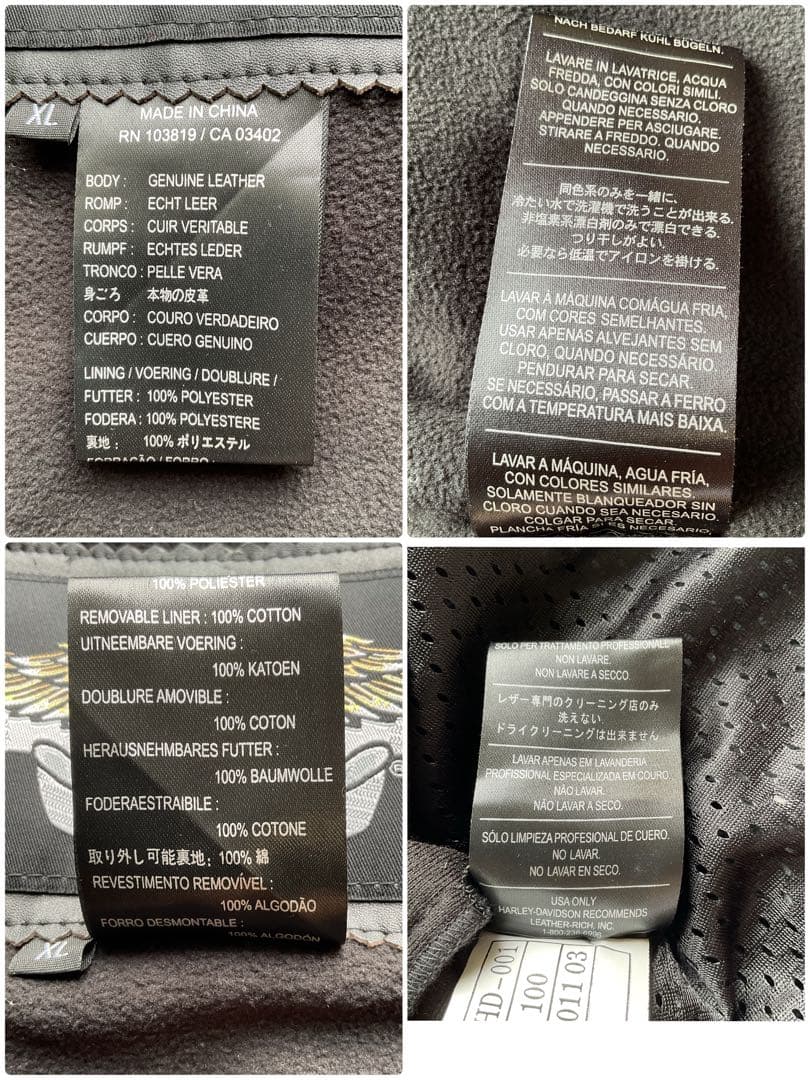 XL
MADE IN CHINA
RN 103819 / CA 03402
BODY : GENUINE LEATHER
ROMP : ECHT LEER
CORPS : CUIR VERITABLE
RUMPF : ECHTES LEDER
TRONCO : PELLE VERA
身ごろ 本物の皮革
CORPO : COURO VERDADEIRO
CUERPO : CUERO GENUINO
LINING / VOERING / DOUBLURE /
FUTTER : 100% POLYESTER
FODERA : 100% POLYESTERE
裏地: 100% ポリエステル
FORRAÇÃO / FORRO :
NACH BEDARF KÜHL BÜGELN.
LAVARE IN LAVATRICE, ACQUA
FREDDA, CON COLORI SIMILI.
SOLO CANDEGGINA SENZA CLORO
QUANDO NECESSARIO.
APPENDERE PER ASCIUGARE.
STIRARE A FREDDO, QUANDO
NECESSARIO.
同色系のみを一緒に、
冷たい水で洗濯機で洗うことが出来る.
非塩素系漂白剤のみで漂白できる.
つり干しがよい.
必要なら低温でアイロンを掛ける.
LAVAR À MÁQUINA COMÁGUA FRIA,
COM CORES SEMELHANTES.
USAR APENAS ALVEJANTES SEM
CLORO, QUANDO NECESSÁRIO.
PENDURAR PARA SECAR.
SE NECESSÁRIO, PASSAR A FERRO
COM A TEMPERATURA MAIS BAIXA.
LAVAR A MÁQUINA, AGUA FRÍA,
CON COLORES SIMILARES.
SOLAMENTE BLANQUEADOR SIN
CLORO CUANDO SEA NECESARIO.
COLGAR PARA SECAR.
PLANCHA FRÍA SI ES NECESARIO,
100% POLIESTER
REMOVABLE LINER : 100% COTTON
UITNEEMBARE VOERING :
100% KATOEN
DOUBLURE AMOVIBLE :
100% COTON
HERAUSNEHMBARES FUTTER :
100% BAUMWOLLE
FODERAESTRAIBILE :
100% COTONE
取り外し可能裏地: 100% 綿
REVESTIMENTO REMOVÍVEL :
100% ALGODÃO
FORRO DESMONTABLE :
100% ALGODÓN
XL
®
SOLO PER TRATTAMENTO PROFESSIONALE
NON LAVARE.
NON LAVARE A SECCO.
レザー専門のクリーニング店のみ
洗えない.
ドライクリーニングは出来ません
LAVAR APENAS EM LAVANDERIA
PROFISSIONAL ESPECIALIZADA EM COURO
NÃO LAVAR.
NÃO LAVAR A SECO.
SÓLO LIMPIEZA PROFESIONAL DE CUERO.
NO LAVAR.
NO LAVAR EN SECO.
USA ONLY
HARLEY-DAVIDSON RECOMMENDS
LEATHER-RICH, INC.
HD-001
100
01103